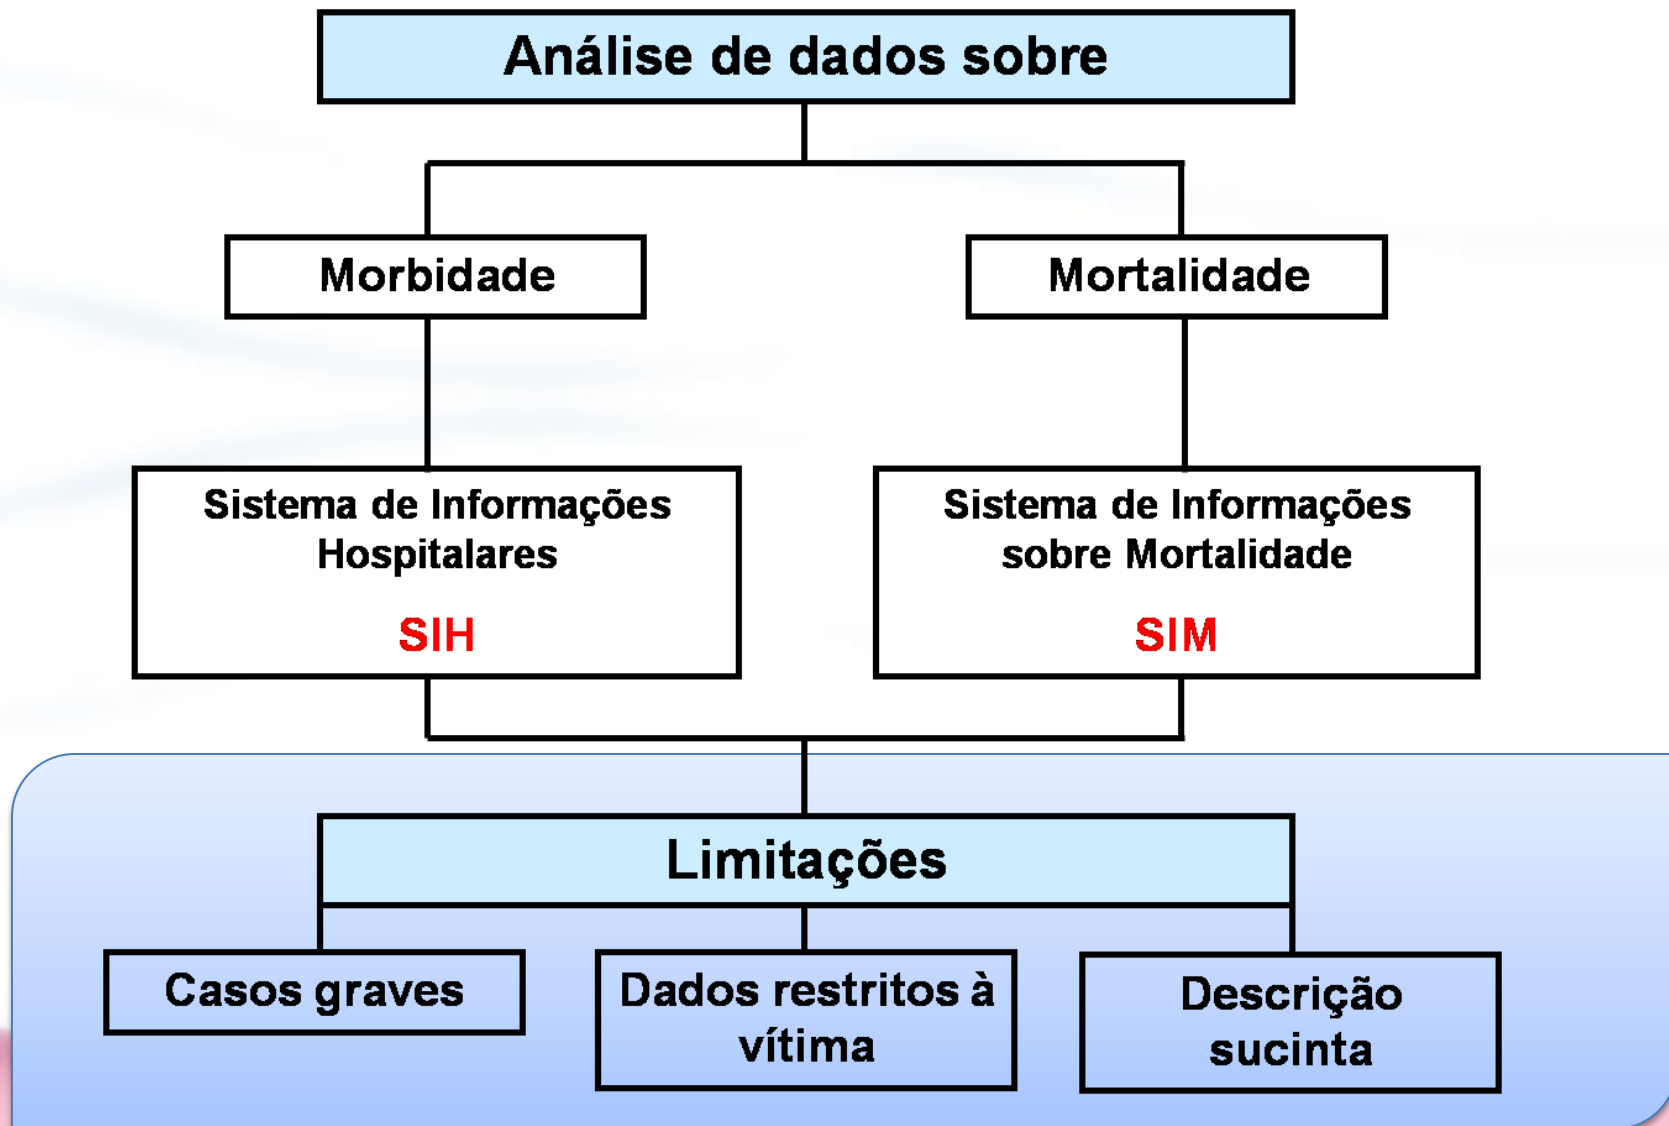 Análise de dados sobre
Morbidade
Mortalidade
Sistema de Informações
Hospitalares
SIH
Sistema de Informações
sobre Mortalidade
SIM
Limitações
Casos graves
Dados restritos à
vítima
Descrição
sucinta